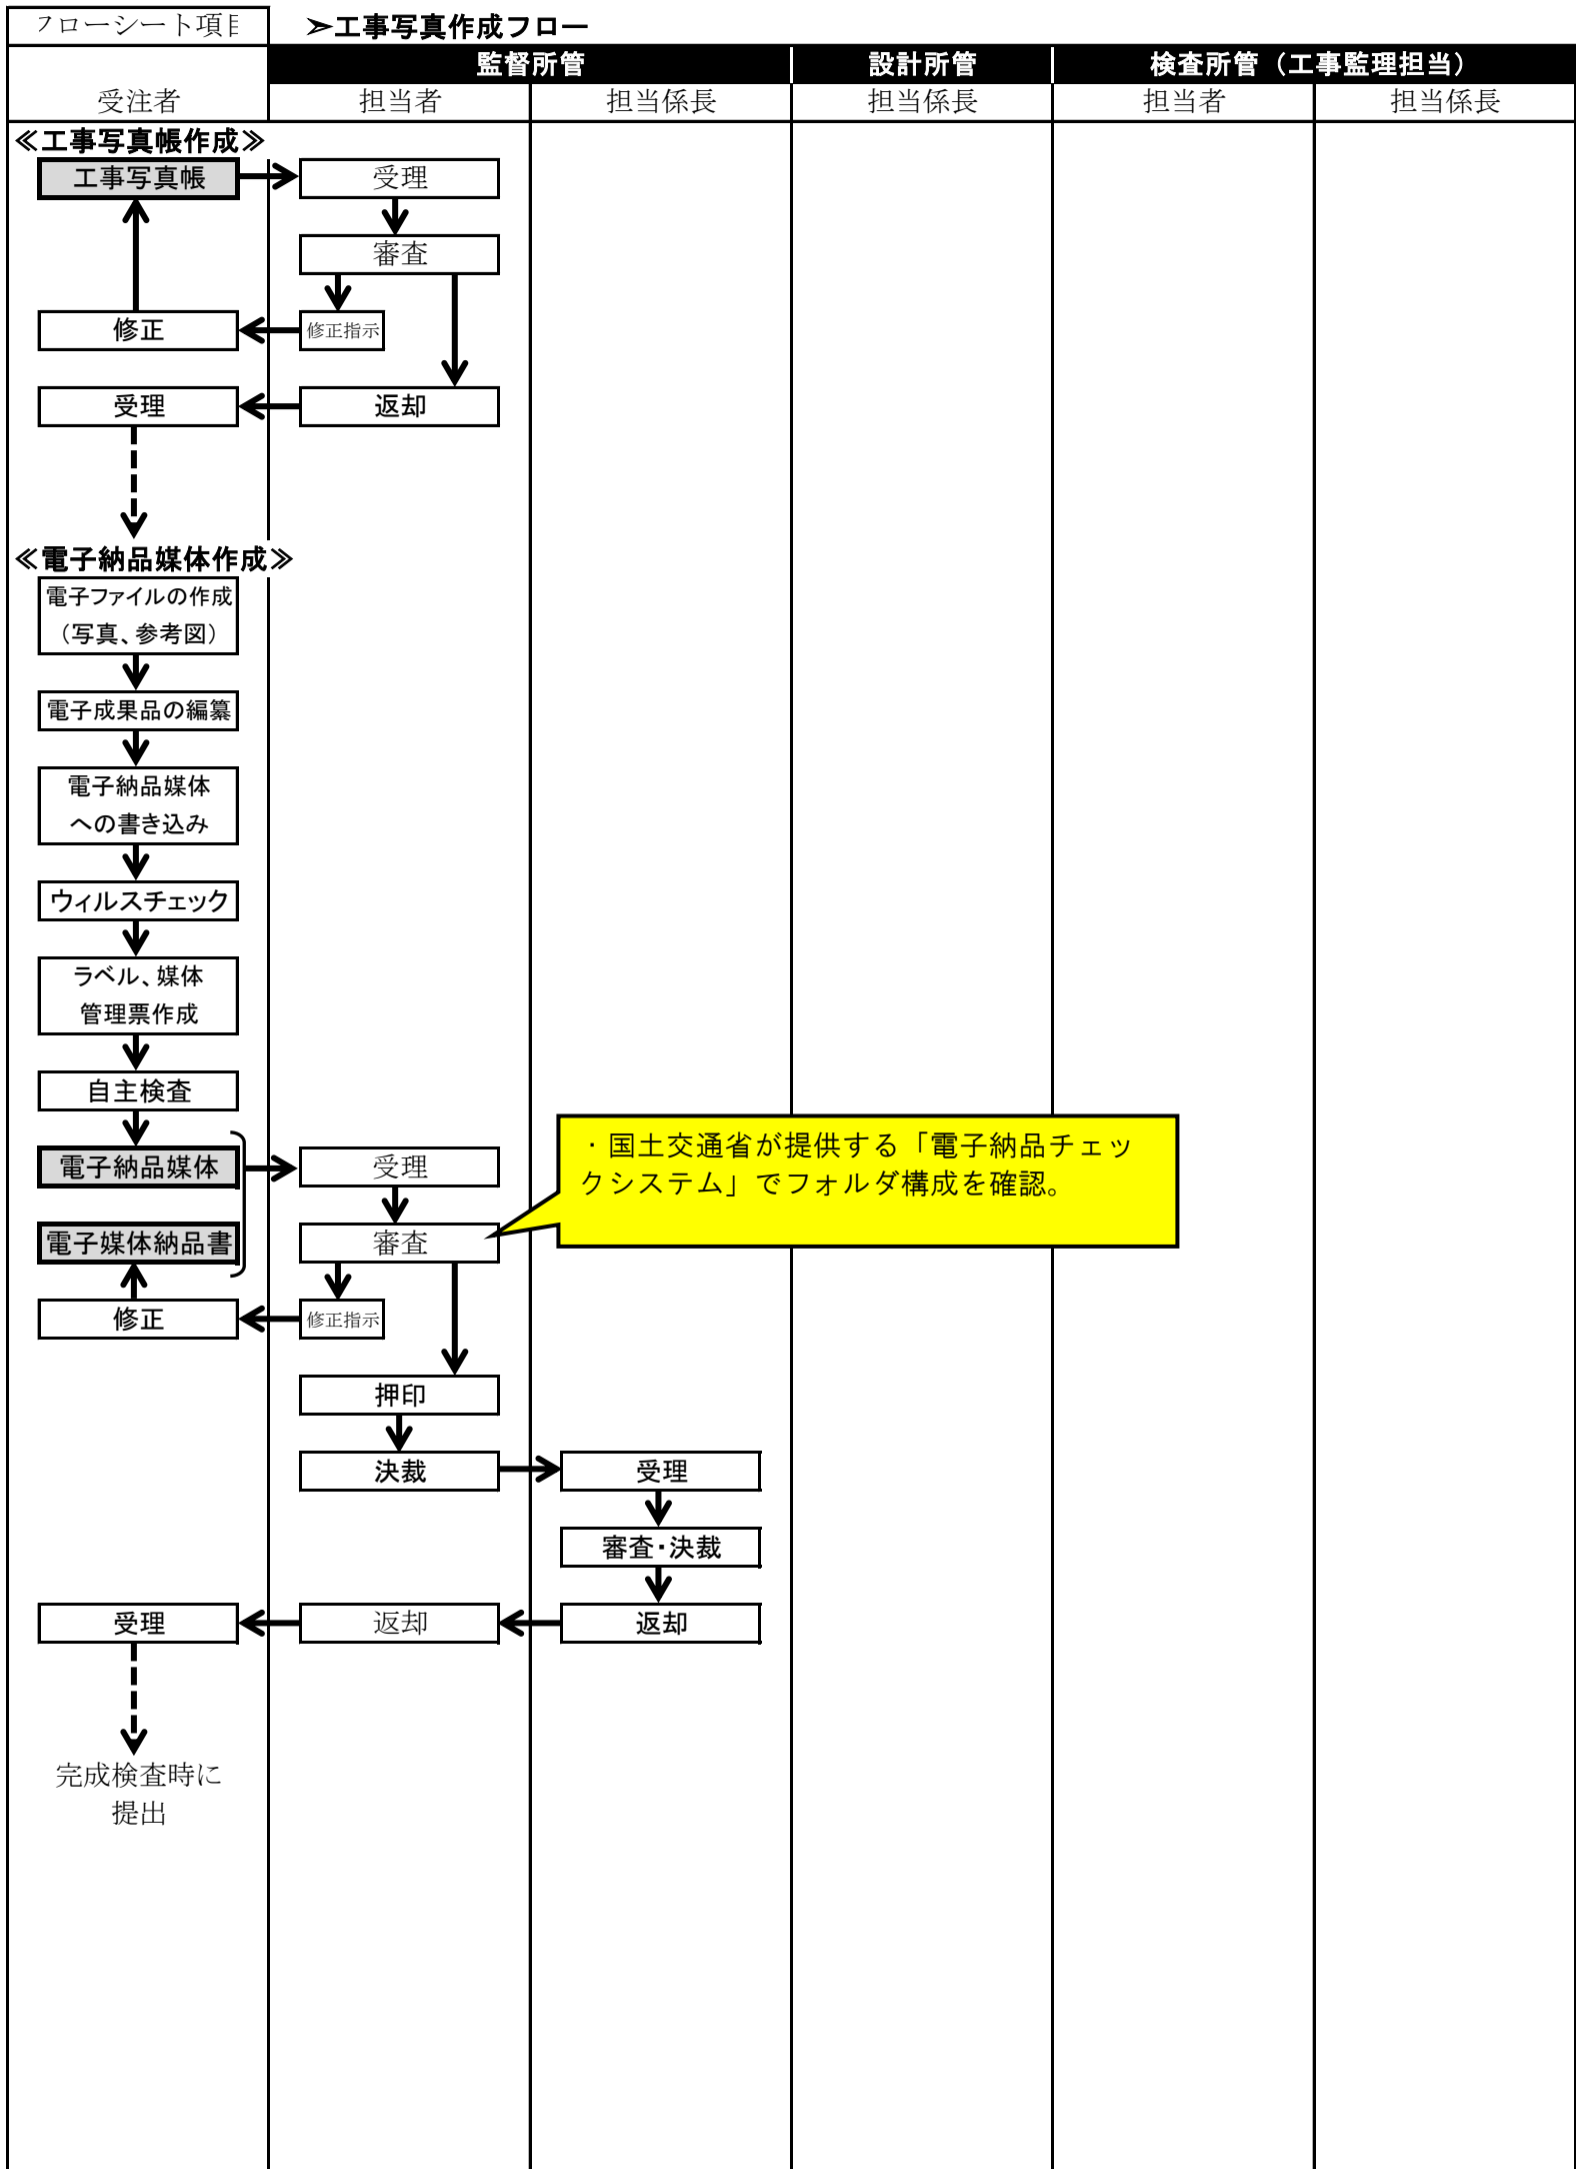 フローシート項目
➢工事写真作成フロー
監督所管
設計所管
検査所管（工事監理担当）
受注者
担当者
担当係長
担当係長
担当者
担当係長
≪工事写真帳作成≫
工事写真帳
受理
審査
修正
修正指示
受理
返却
≪電子納品媒体作成≫
電子ファイルの作成
（写真、参考図）
電子成果品の編纂
電子納品媒体
への書き込み
ウィルスチェック
ラベル、媒体
管理票作成
自主検査
・国土交通省が提供する「電子納品チェッ
クシステム」でフォルダ構成を確認。
電子納品媒体
受理
電子媒体納品書
審査
修正
修正指示
押印
決裁
受理
審査・決裁
受理
返却
返却
完成検査時に
提出